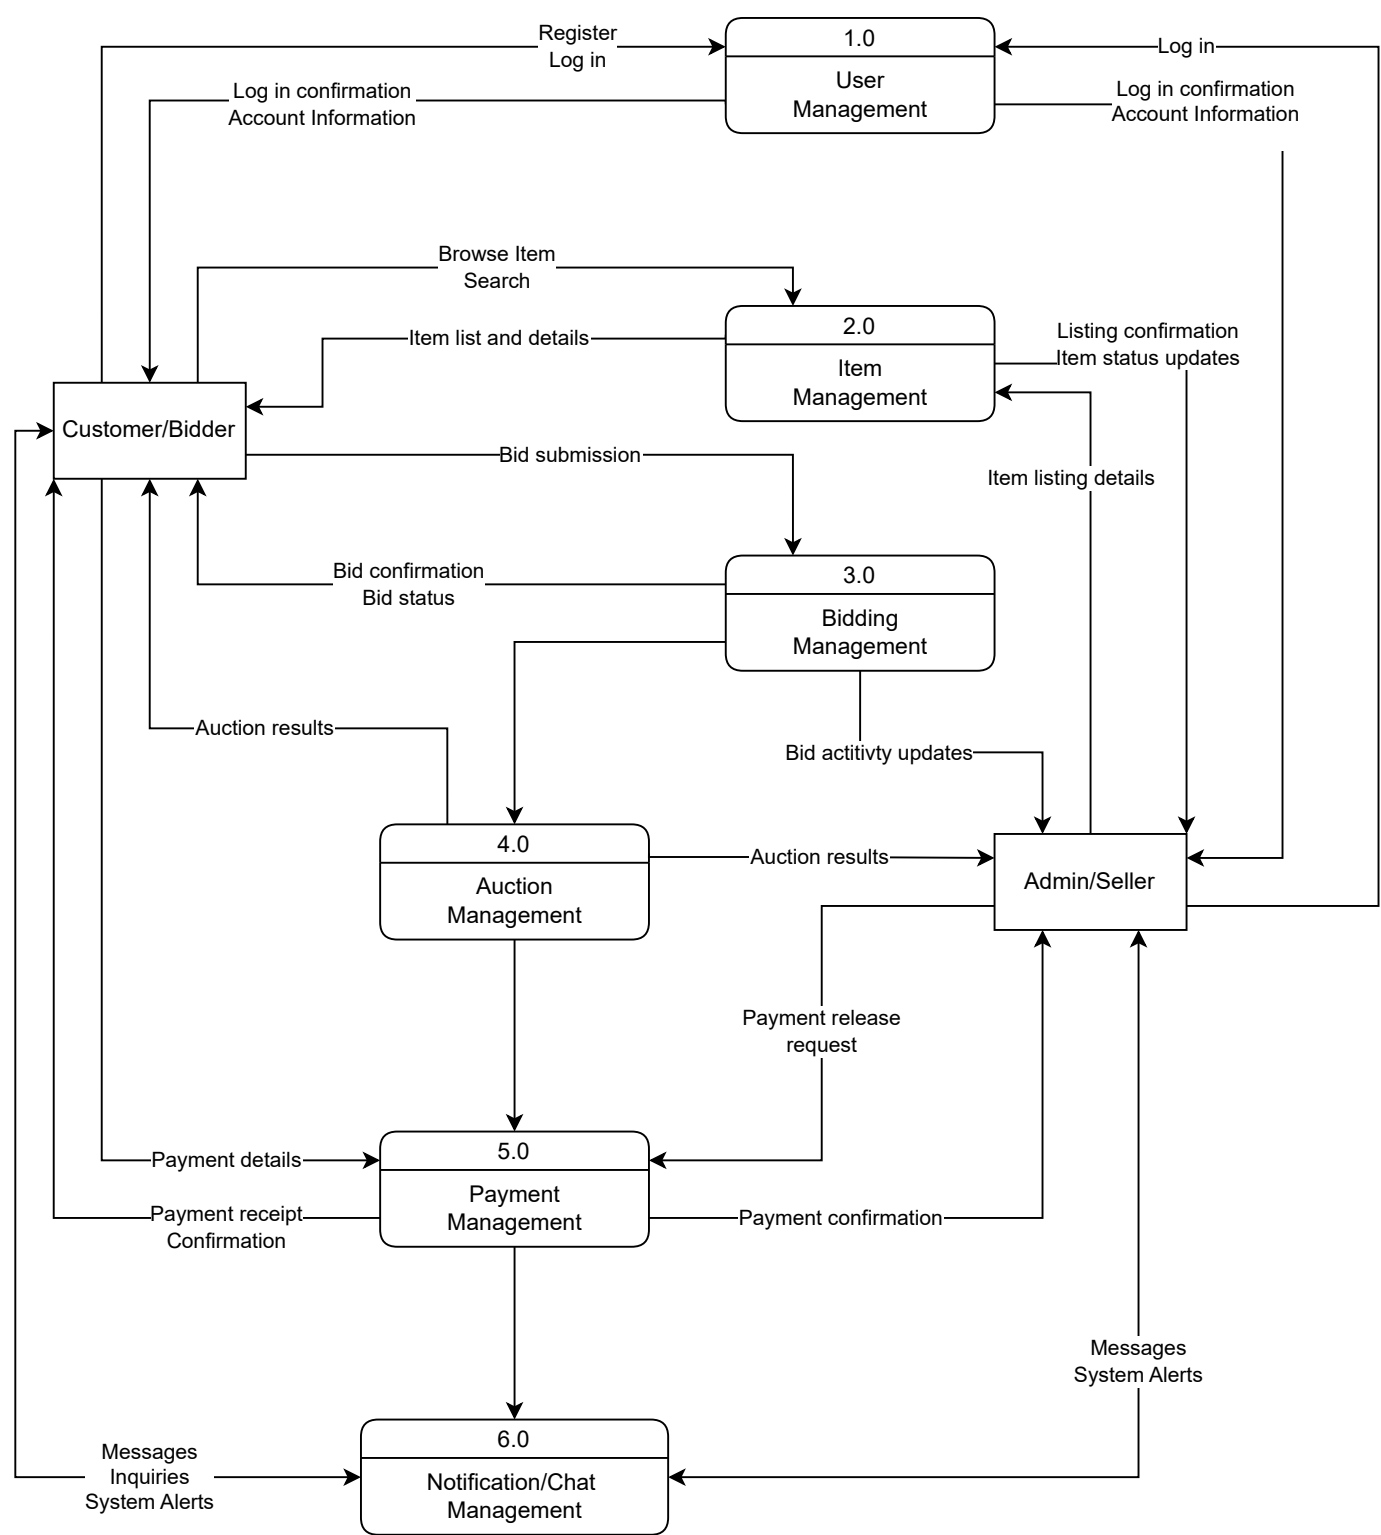 Register
Log in
1.0
User
Management
Log in
Log in confirmation
Account Information
Log in confirmation
Account Information
Browse Item
Search
2.0
Item
Management
Item list and details
Listing confirmation
Item status updates
Customer/Bidder
Bid submission
Item listing details
3.0
Bidding
Management
Bid confirmation
Bid status
Auction results
Bid actitivty updates
4.0
Auction
Management
Auction results
Admin/Seller
Payment release
request
5.0
Payment
Management
Payment details
Payment receipt
Confirmation
Payment confirmation
Messages
System Alerts
6.0
Notification/Chat
Management
Messages
Inquiries
System Alerts